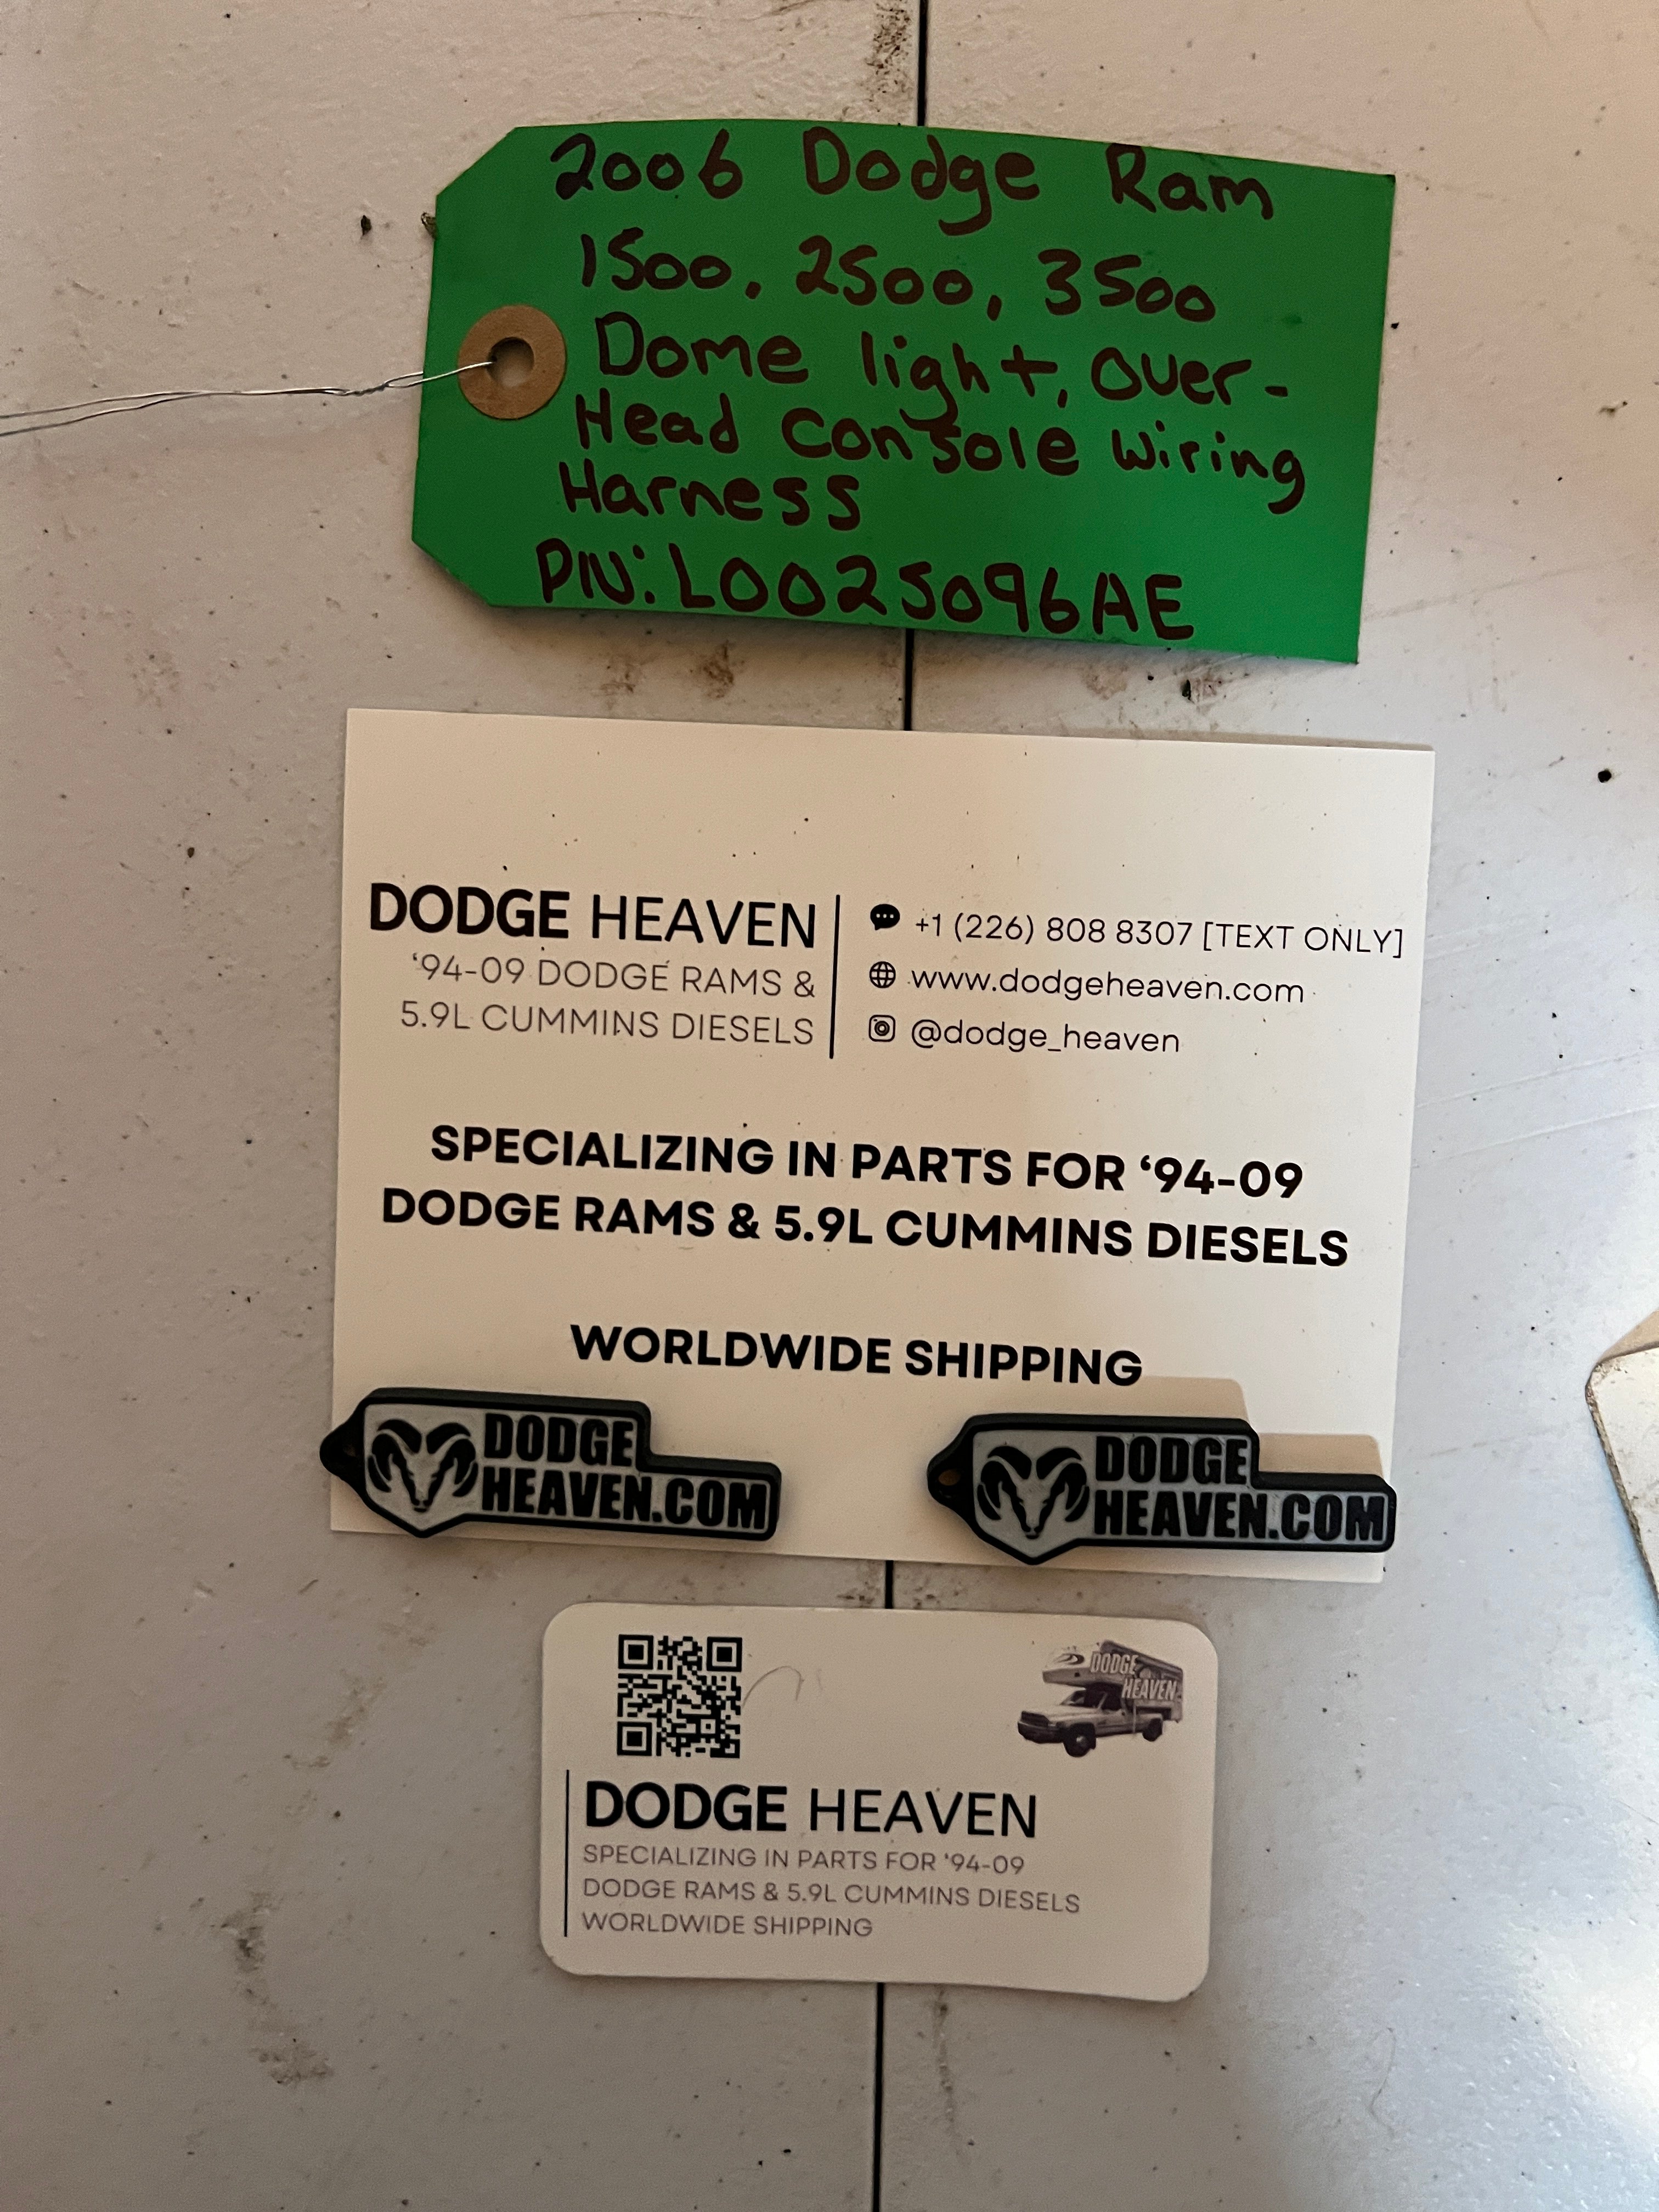 2006 Dodge Ram
1500, 2500, 3500
Dome light, Over-
Head Console Wiring
Harness
PN: L0025096AE
DODGE HEAVEN
'94-09 DODGE RAMS &
5.9L CUMMINS DIESELS
+1 (226) 808 8307 [TEXT ONLY]
www.dodgeheaven.com
@dodge_heaven
SPECIALIZING IN PARTS FOR '94-09
DODGE RAMS & 5.9L CUMMINS DIESELS
WORLDWIDE SHIPPING
DODGE
HEAVEN.COM
DODGE
HEAVEN.COM
DODGE
HEAVEN
DODGE HEAVEN
SPECIALIZING IN PARTS FOR '94-09
DODGE RAMS & 5.9L CUMMINS DIESELS
WORLDWIDE SHIPPING